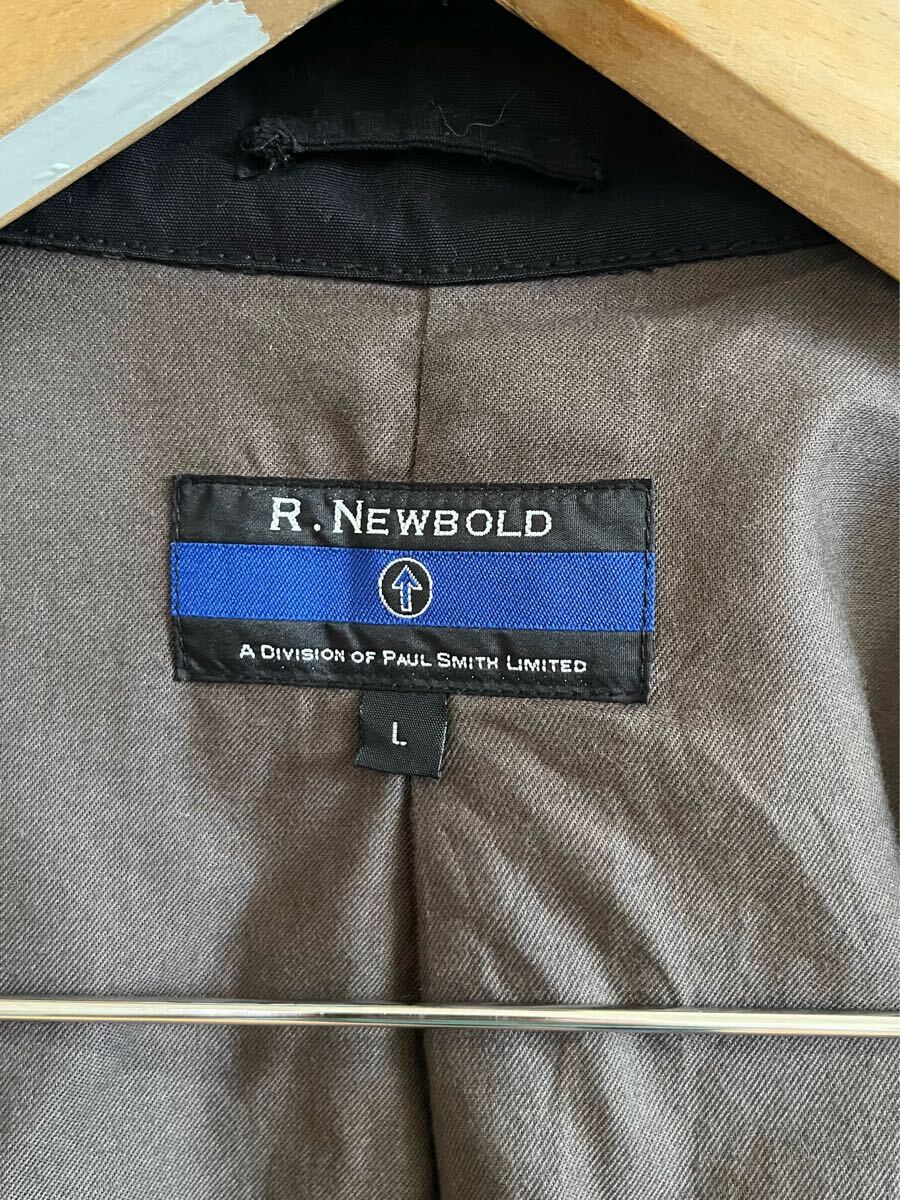 R. NEWBOLD
A DIVISION OF PAUL SMITH LIMITED
L